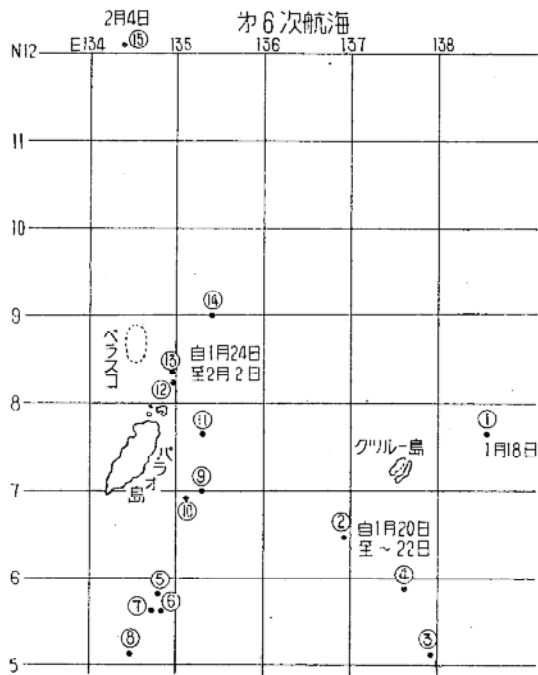 2月4日
⑮
第6次航海
N12 E134 135 136 137 138
11
10
9
⑭
ベラスコ
⑬
自1月24日
至2月2日
⑫
8
⑪
①
1月18日
クツルー島
パラオ島
7
⑨
⑩
②
自1月20日
至~22日
6
④
⑤
⑥
⑦
⑧
③
5